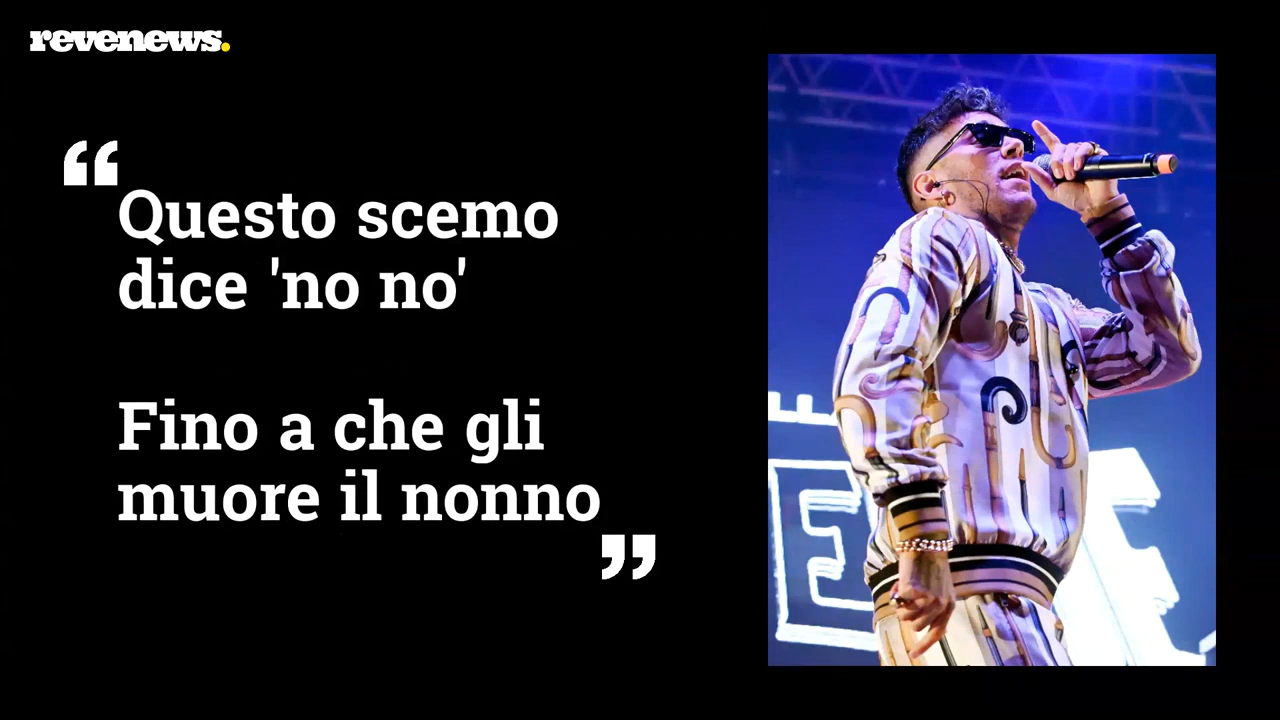 revenews.
“Questo scemo
dice 'no no'
Fino a che gli
muore il nonno”